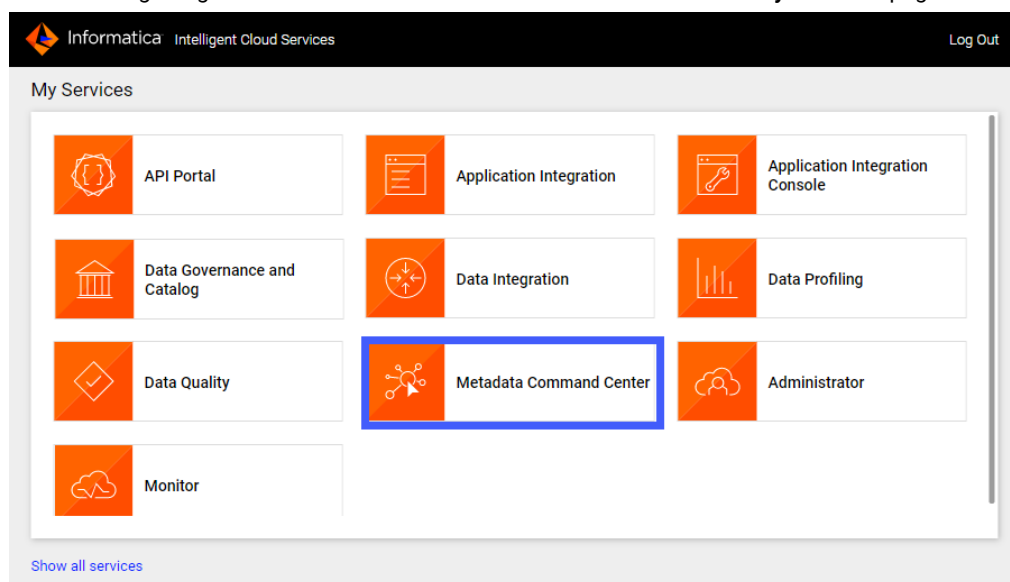 Informatica Intelligent Cloud Services
Log Out
My Services
API Portal
Application Integration
Application Integration
Console
Data Governance and
Catalog
Data Integration
Data Profiling
Data Quality
Metadata Command Center
Administrator
Monitor
Show all services